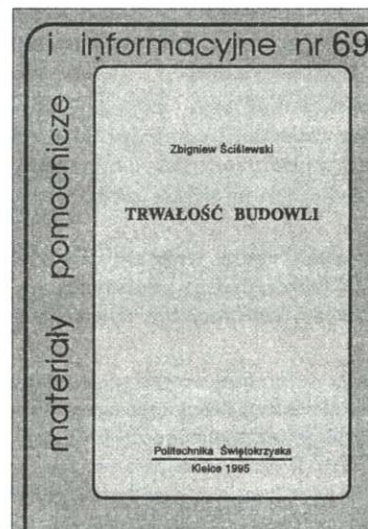 materiały pomocnicze
i informacyjne nr 69
Zbigniew Ściślewski
TRWAŁOŚĆ BUDOWLI
Politechnika Świętokrzyska
Kielce 1995